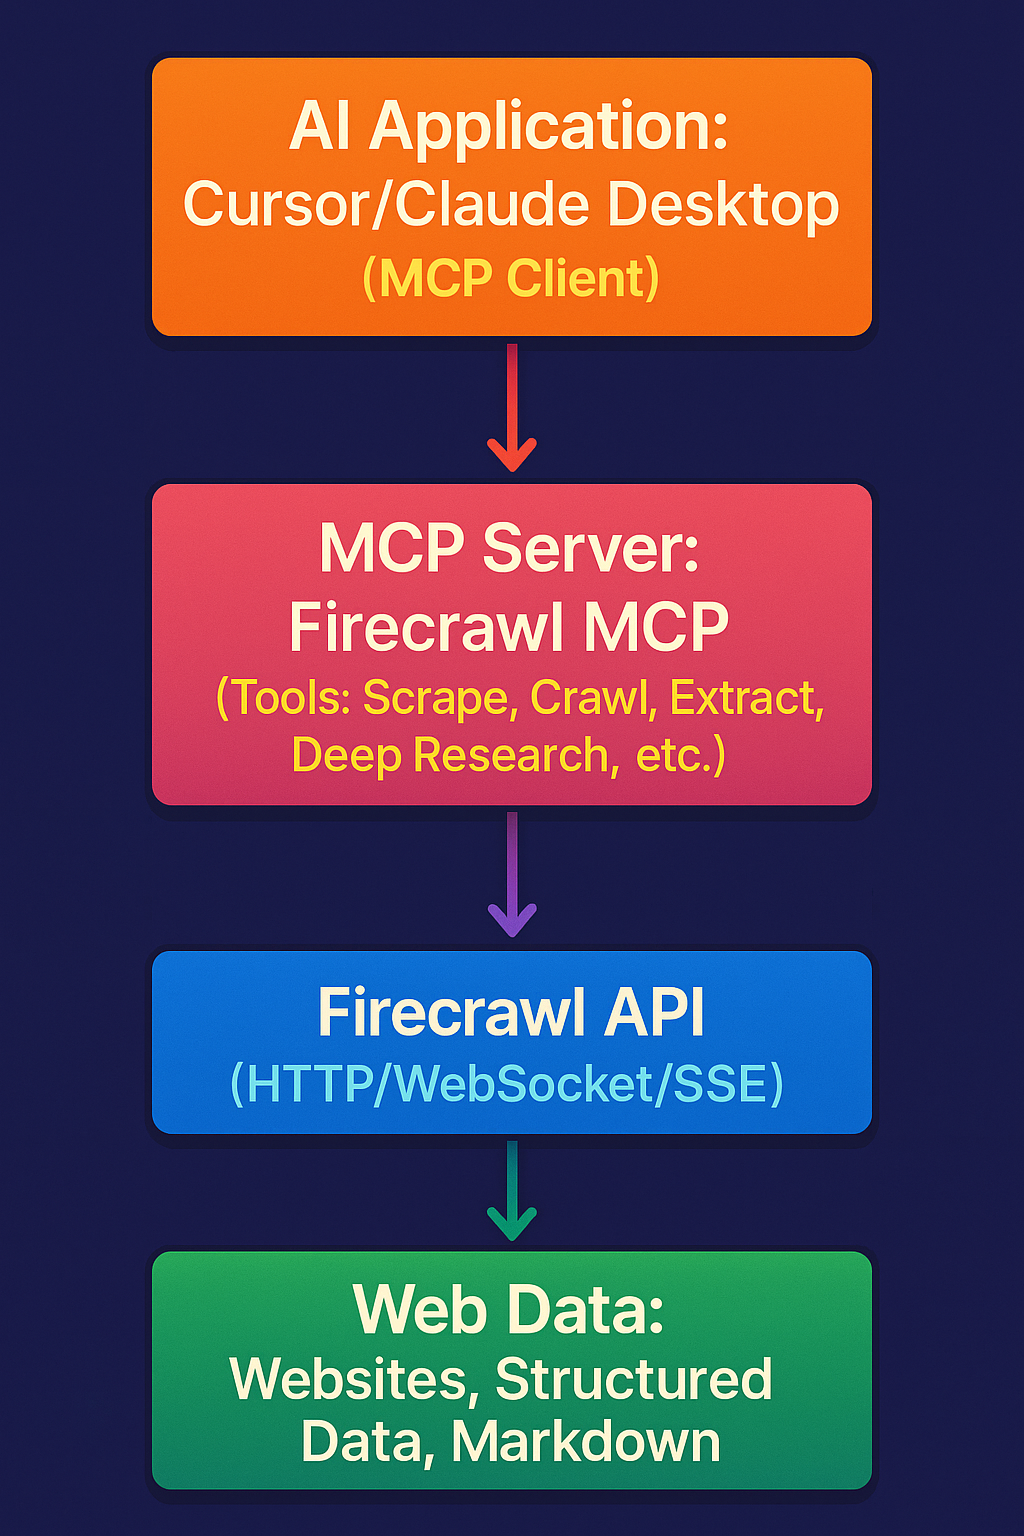 AI Application:
Cursor/Claude Desktop
(MCP Client)
MCP Server:
Firecrawl MCP
(Tools: Scrape, Crawl, Extract,
Deep Research, etc.)
Firecrawl API
(HTTP/WebSocket/SSE)
Web Data:
Websites, Structured
Data, Markdown